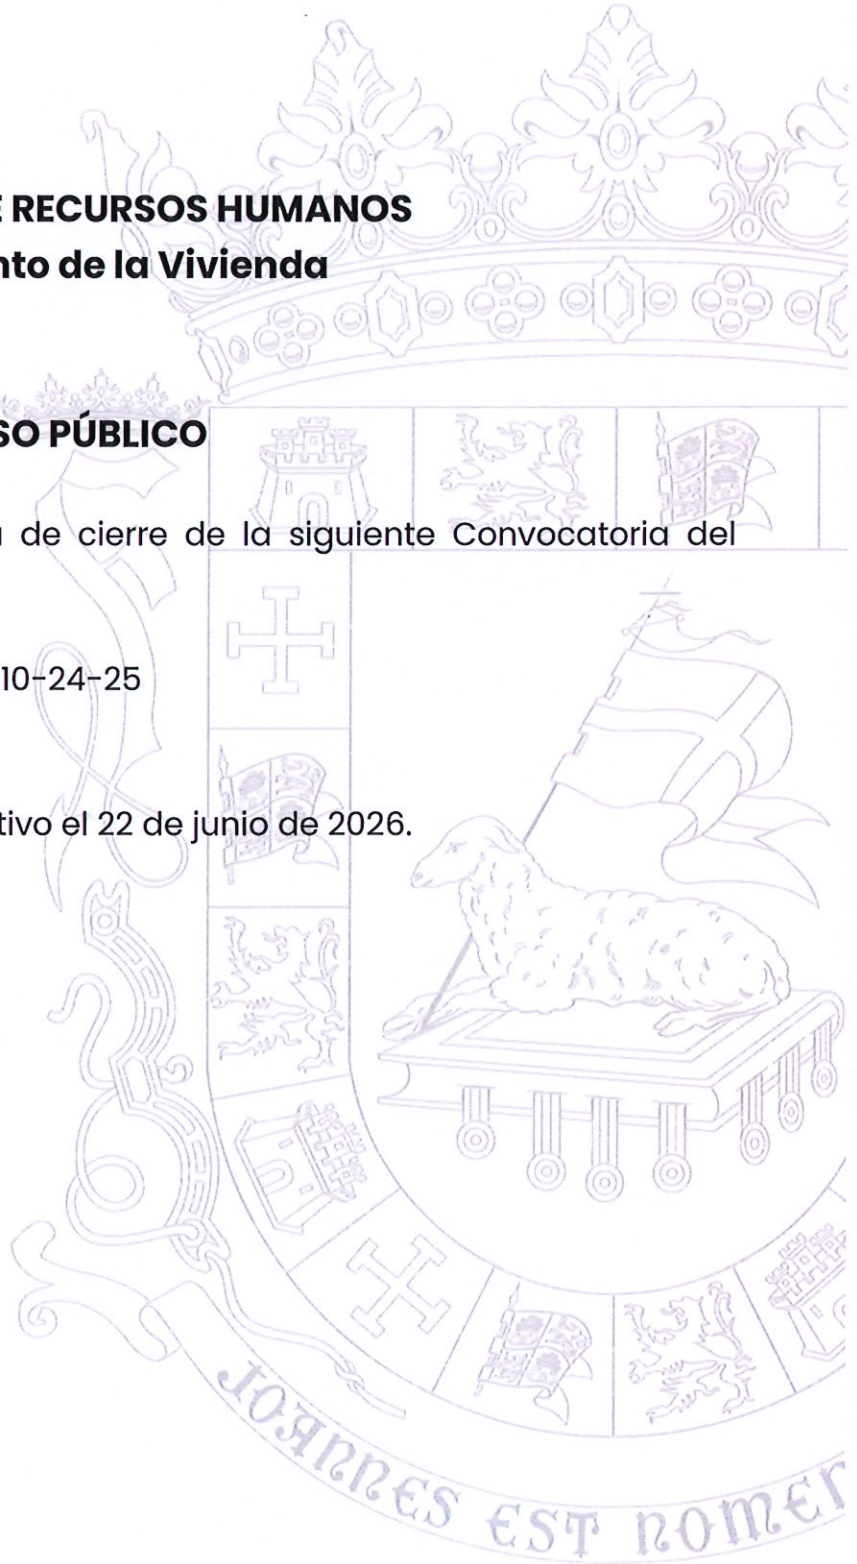 E RECURSOS HUMANOS
nto de la Vivienda
SO PÚBLICO
de cierre de la siguiente Convocatoria del
10-24-25
tivo el 22 de junio de 2026.
JOANNES EST NOMEN